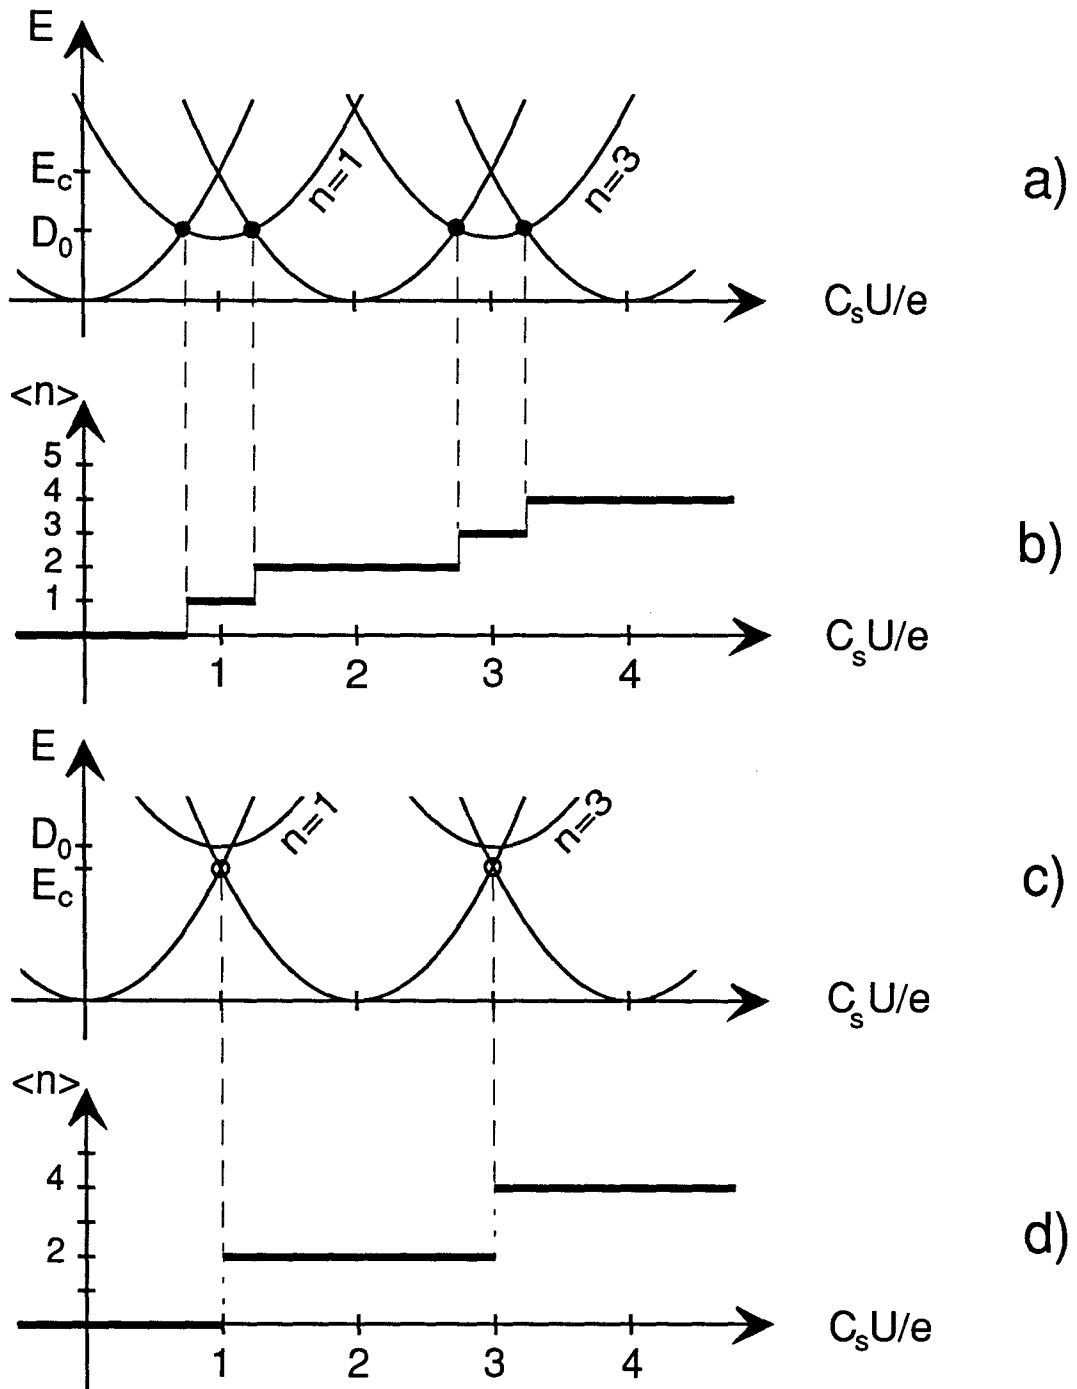 E
E_c
D_0
n=1
n=3
a)
C_sU/e
<n>
5
4
3
2
1
b)
C_sU/e
1 2 3 4
E
D_0
E_c
n=1
n=3
c)
C_sU/e
<n>
4
2
d)
C_sU/e
1 2 3 4